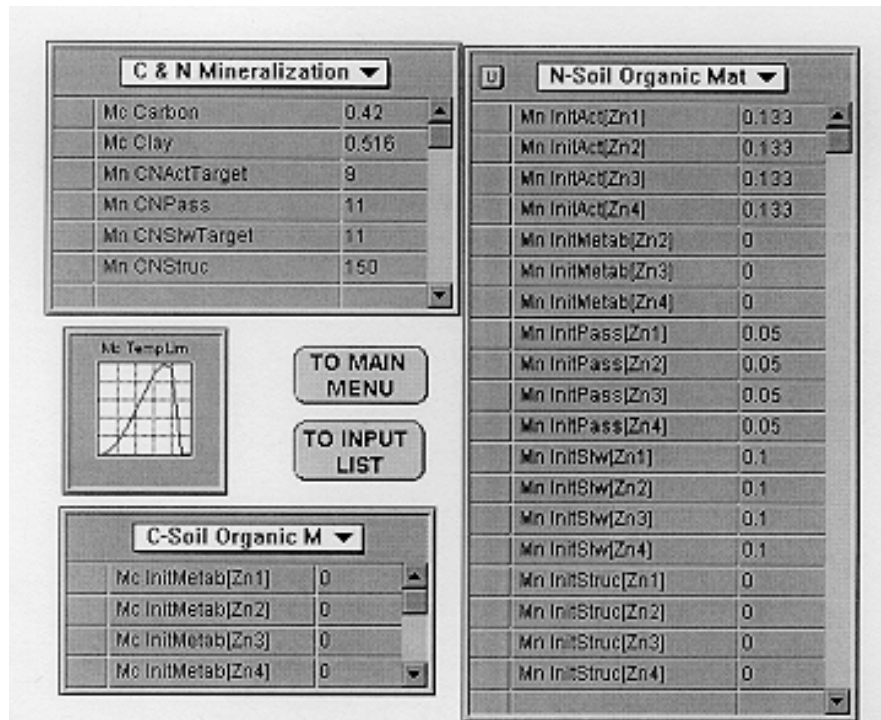 C & N Mineralization
Mc Carbon 0.42
Mc Clay 0.516
Mn CNActTarget 9
Mn CNPass 11
Mn CNSlwTarget 11
Mn CNStruc 150
Mc TempLim
TO MAIN
MENU
TO INPUT
LIST
C-Soil Organic M
Mc InitMetab[Zn1] 0
Mc InitMetab[Zn2] 0
Mc InitMetab[Zn3] 0
Mc InitMetab[Zn4] 0
U N-Soil Organic Mat
Mn InitAct[Zn1] 0.133
Mn InitAct[Zn2] 0.133
Mn InitAct[Zn3] 0.133
Mn InitAct[Zn4] 0.133
Mn InitMetab[Zn2] 0
Mn InitMetab[Zn3] 0
Mn InitMetab[Zn4] 0
Mn InitPass[Zn1] 0.05
Mn InitPass[Zn2] 0.05
Mn InitPass[Zn3] 0.05
Mn InitPass[Zn4] 0.05
Mn InitSlw[Zn1] 0.1
Mn InitSlw[Zn2] 0.1
Mn InitSlw[Zn3] 0.1
Mn InitSlw[Zn4] 0.1
Mn InitStruc[Zn1] 0
Mn InitStruc[Zn2] 0
Mn InitStruc[Zn3] 0
Mn InitStruc[Zn4] 0